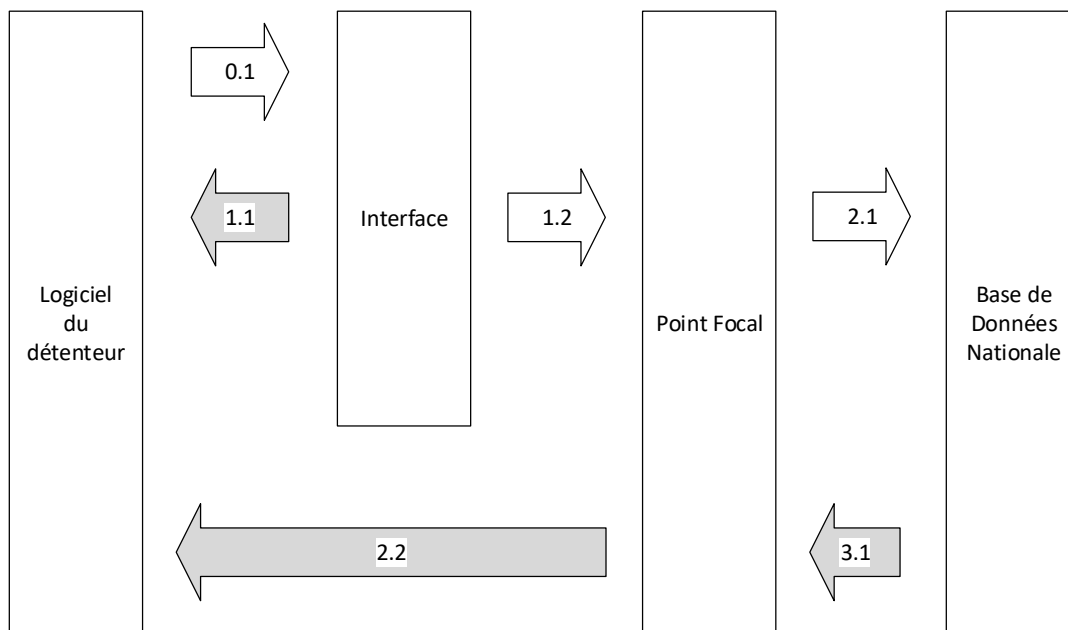 0.1
1.1
Interface
1.2
2.1
Logiciel
du
détenteur
Point Focal
Base de
Données
Nationale
2.2
3.1